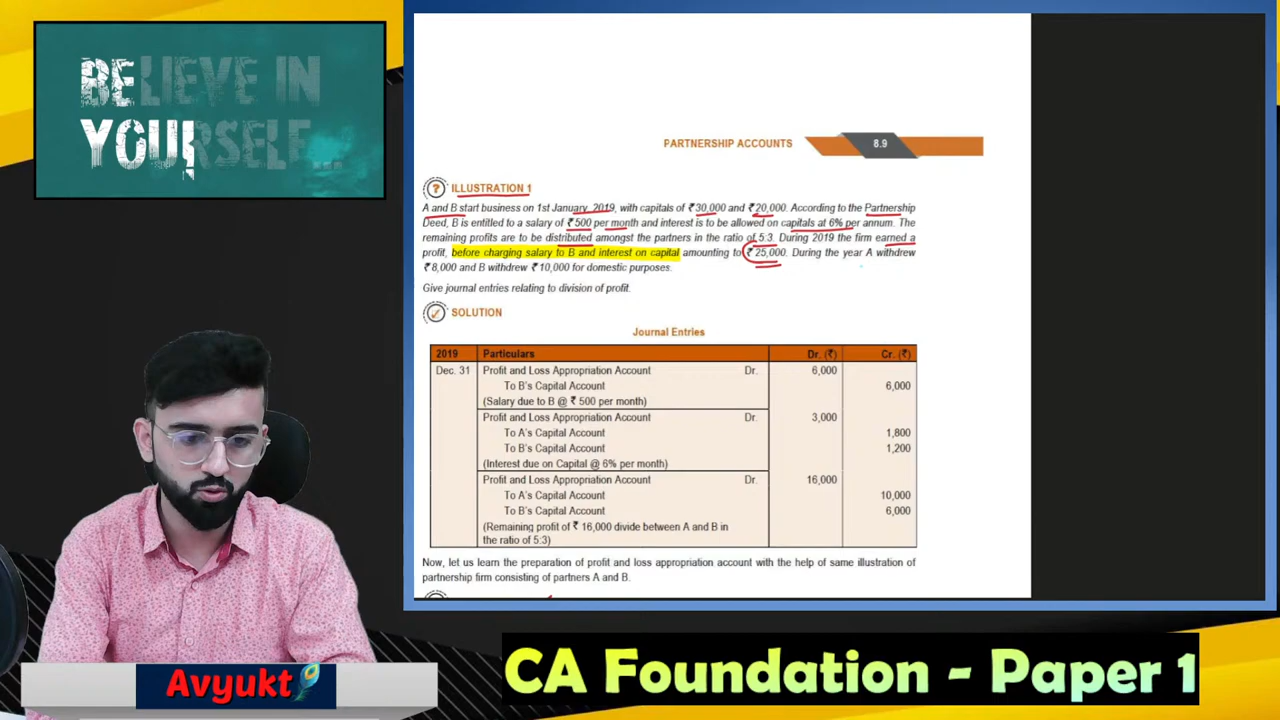 BELIEVE IN
YOURSELF...
PARTNERSHIP ACCOUNTS 8.9
? ILLUSTRATION 1
A and B start business on 1st January, 2019, with capitals of ₹ 30,000 and ₹ 20,000. According to the Partnership
Deed, B is entitled to a salary of ₹ 500 per month and interest is to be allowed on capitals at 6% per annum. The
remaining profits are to be distributed amongst the partners in the ratio of 5:3. During 2019 the firm earned a
profit, before charging salary to B and interest on capital amounting to ₹ 25,000. During the year A withdrew
₹ 8,000 and B withdrew ₹ 10,000 for domestic purposes.
Give journal entries relating to division of profit.
SOLUTION
Journal Entries
2019 Particulars Dr. (₹) Cr. (₹)
Dec. 31 Profit and Loss Appropriation Account Dr. 6,000
To B's Capital Account 6,000
(Salary due to B @ ₹ 500 per month)
Profit and Loss Appropriation Account Dr. 3,000
To A's Capital Account 1,800
To B's Capital Account 1,200
(Interest due on Capital @ 6% per month)
Profit and Loss Appropriation Account Dr. 16,000
To A's Capital Account 10,000
To B's Capital Account 6,000
(Remaining profit of ₹ 16,000 divide between A and B in
the ratio of 5:3)
Now, let us learn the preparation of profit and loss appropriation account with the help of same illustration of
partnership firm consisting of partners A and B.
Avyukt
CA Foundation - Paper 1